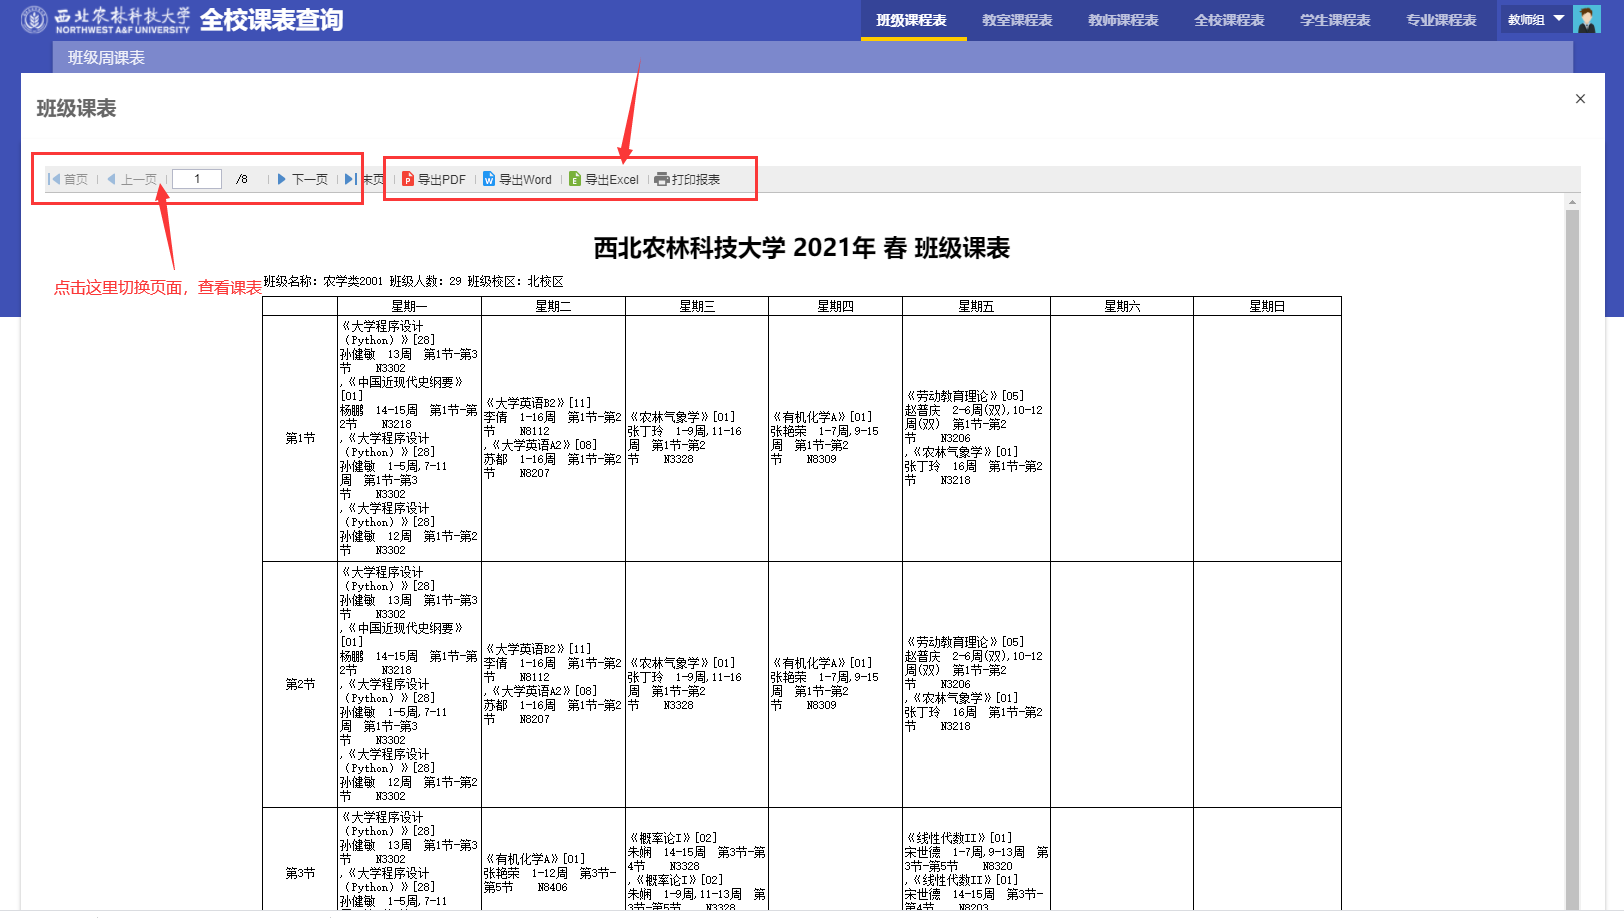 西北农林科技大学
NORTHWEST A&F UNIVERSITY
全校课表查询
班级课程表 教室课程表 教师课程表 全校课程表 学生课程表 专业课程表 教师组
班级周课表
班级课表
×
首页 上一页 1 /8 下一页 末页 导出PDF 导出Word 导出Excel 打印报表
西北农林科技大学 2021年 春 班级课表
点击这里切换页面，查看课表
班级名称：农学类2001 班级人数：29 班级校区：北校区
星期一 星期二 星期三 星期四 星期五 星期六 星期日
第1节
《大学程序设计
（Python）》[28]
孙健敏 13周 第1节-第3
节 N3302
,《中国近现代史纲要》
[01]
杨鹏 14-15周 第1节-第
2节 N3218
,《大学程序设计
（Python）》[28]
孙健敏 1-5周,7-11
周 第1节-第3
节 N3302
,《大学程序设计
（Python）》[28]
孙健敏 12周 第1节-第2
节 N3302
《大学英语B2》[11]
李倩 1-16周 第1节-第2
节 N8112
,《大学英语A2》[08]
苏都 1-16周 第1节-第2
节 N8207
《农林气象学》[01]
张丁玲 1-9周,11-16
周 第1节-第2
节 N3328
《有机化学A》[01]
张艳荣 1-7周,9-15
周 第1节-第2
节 N8309
《劳动教育理论》[05]
赵普庆 2-6周(双),10-12
周(双) 第1节-第2
节 N3206
,《农林气象学》[01]
张丁玲 16周 第1节-第2
节 N3218
第2节
《大学程序设计
（Python）》[28]
孙健敏 13周 第1节-第3
节 N3302
,《中国近现代史纲要》
[01]
杨鹏 14-15周 第1节-第
2节 N3218
,《大学程序设计
（Python）》[28]
孙健敏 1-5周,7-11
周 第1节-第3
节 N3302
,《大学程序设计
（Python）》[28]
孙健敏 12周 第1节-第2
节 N3302
《大学英语B2》[11]
李倩 1-16周 第1节-第2
节 N8112
,《大学英语A2》[08]
苏都 1-16周 第1节-第2
节 N8207
《农林气象学》[01]
张丁玲 1-9周,11-16
周 第1节-第2
节 N3328
《有机化学A》[01]
张艳荣 1-7周,9-15
周 第1节-第2
节 N8309
《劳动教育理论》[05]
赵普庆 2-6周(双),10-12
周(双) 第1节-第2
节 N3206
,《农林气象学》[01]
张丁玲 16周 第1节-第2
节 N3218
第3节
《大学程序设计
（Python）》[28]
孙健敏 13周 第1节-第3
节 N3302
,《大学程序设计
（Python）》[28]
孙健敏 1-5周,7-11
《有机化学A》[01]
张艳荣 1-12周 第3节-
第5节 N8406
《概率论I》[02]
朱娴 14-15周 第3节-第
4节 N3328
,《概率论I》[02]
朱娴 1-9周,11-13周 第
3节-第5节 N3328
《线性代数II》[01]
宋世德 1-7周,9-13周 第
3节-第5节 N8320
,《线性代数II》[01]
宋世德 14-15周 第3节-
第4节 N8203